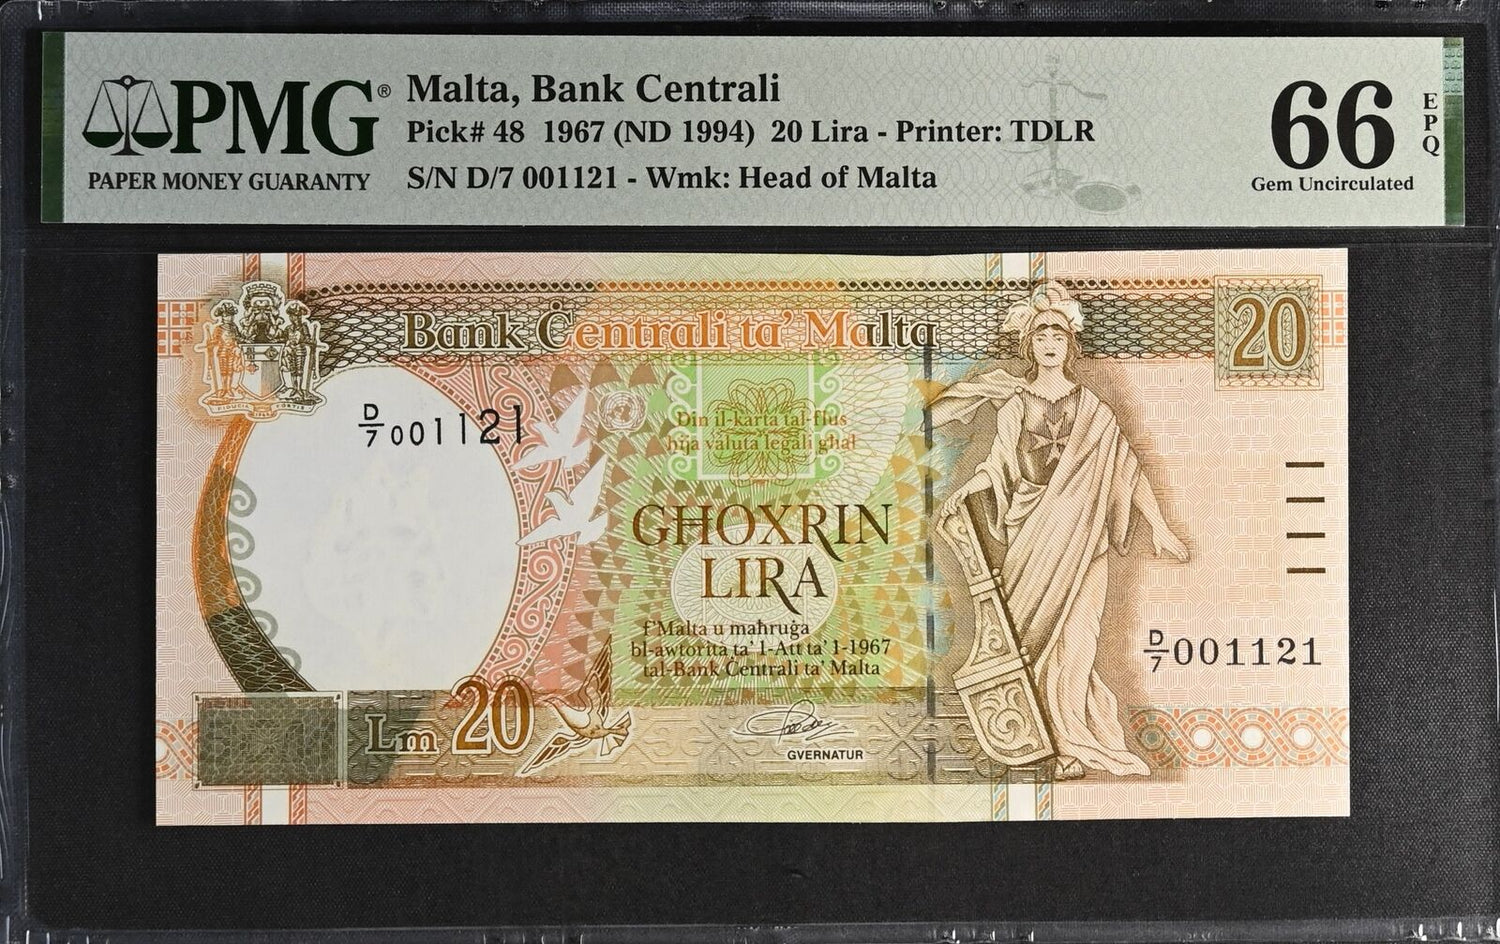 PMG®
PAPER MONEY GUARANTY
Malta, Bank Centrali
Pick# 48 1967 (ND 1994) 20 Lira - Printer: TDLR
S/N D/7 001121 - Wmk: Head of Malta
66
EPQ
Gem Uncirculated
Bank Ċentrali ta' Malta
20
D/7 001121
Din il-karta tal-flus
hija valuta legali għal
GĦOXRIN
LIRA
f'Malta u maħruġa
bl-awtorità ta' l-Att ta' l-1967
tal-Bank Ċentrali ta' Malta
D/7 001121
Lm 20
GVERNATUR